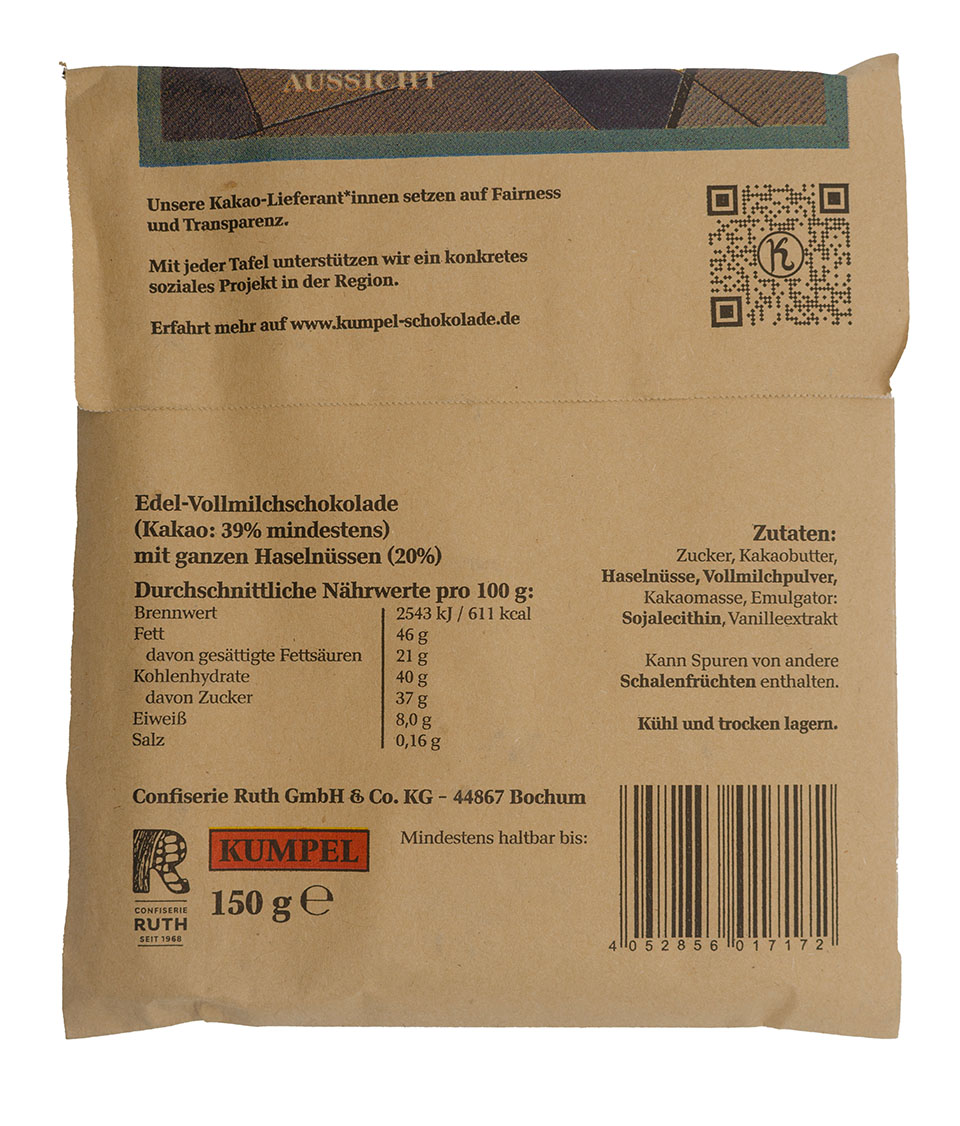 AUSSICHT
Unsere Kakao-Lieferant*innen setzen auf Fairness
und Transparenz.
Mit jeder Tafel unterstützen wir ein konkretes
soziales Projekt in der Region.
Erfahrt mehr auf www.kumpel-schokolade.de
K
Edel-Vollmilchschokolade
(Kakao: 39% mindestens)
mit ganzen Haselnüssen (20%)
Durchschnittliche Nährwerte pro 100 g:
Brennwert 2543 kJ / 611 kcal
Fett 46 g
davon gesättigte Fettsäuren 21 g
Kohlenhydrate 40 g
davon Zucker 37 g
Eiweiß 8,0 g
Salz 0,16 g
Zutaten:
Zucker, Kakaobutter,
Haselnüsse, Vollmilchpulver,
Kakaomasse, Emulgator:
Sojalecithin, Vanilleextrakt
Kann Spuren von andere
Schalenfrüchten enthalten.
Kühl und trocken lagern.
Confiserie Ruth GmbH & Co. KG – 44867 Bochum
R
CONFISERIE
RUTH
SEIT 1968
KUMPEL
150 g ℮
Mindestens haltbar bis:
4 052856 017172